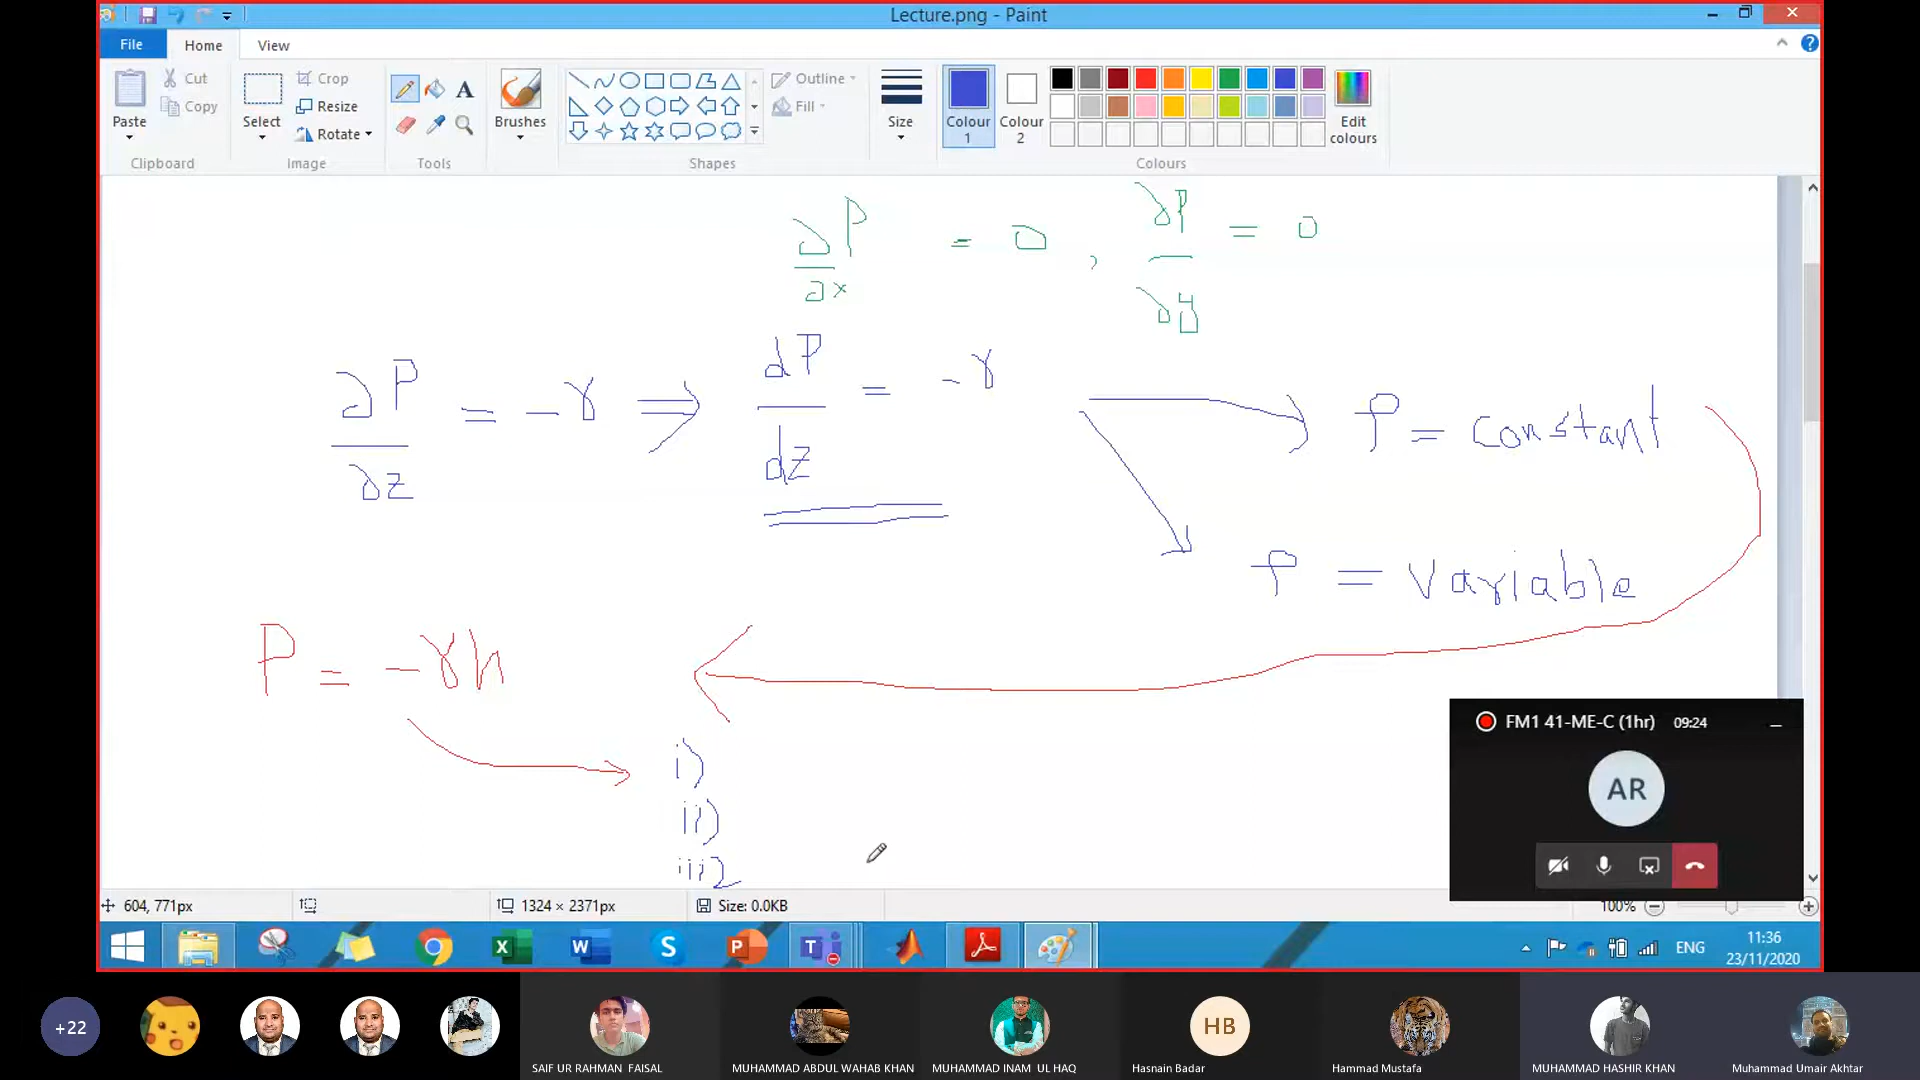 Lecture.png - Paint
File Home View
Cut
Copy
Paste
Clipboard
Crop
Resize
Rotate
Select
Image
Tools
Brushes
Outline
Fill
Shapes
Size
Colour 1
Colour 2
Edit colours
Colours
∂P/∂x = 0 , ∂P/∂y = 0
∂P/∂z = -γ ⇒ dP/dz = -γ → ρ = constant
ρ = variable
P = -γh
i)
ii)
iii)
FM1 41-ME-C (1hr) 09:24
AR
604, 771px
1324 × 2371px
Size: 0.0KB
100%
ENG
11:36
23/11/2020
+22
HB
SAIF UR RAHMAN FAISAL
MUHAMMAD ABDUL WAHAB KHAN
MUHAMMAD INAM UL HAQ
Hasnain Badar
Hammad Mustafa
MUHAMMAD HASHIR KHAN
Muhammad Umair Akhtar